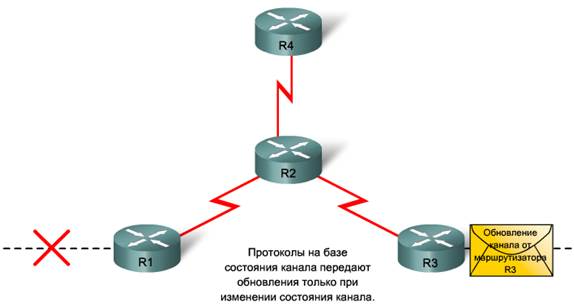 R4
R2
R1
Протоколы на базе
состояния канала передают
обновления только при
изменении состояния канала.
R3
Обновление
канала от
маршрутизатора
R3